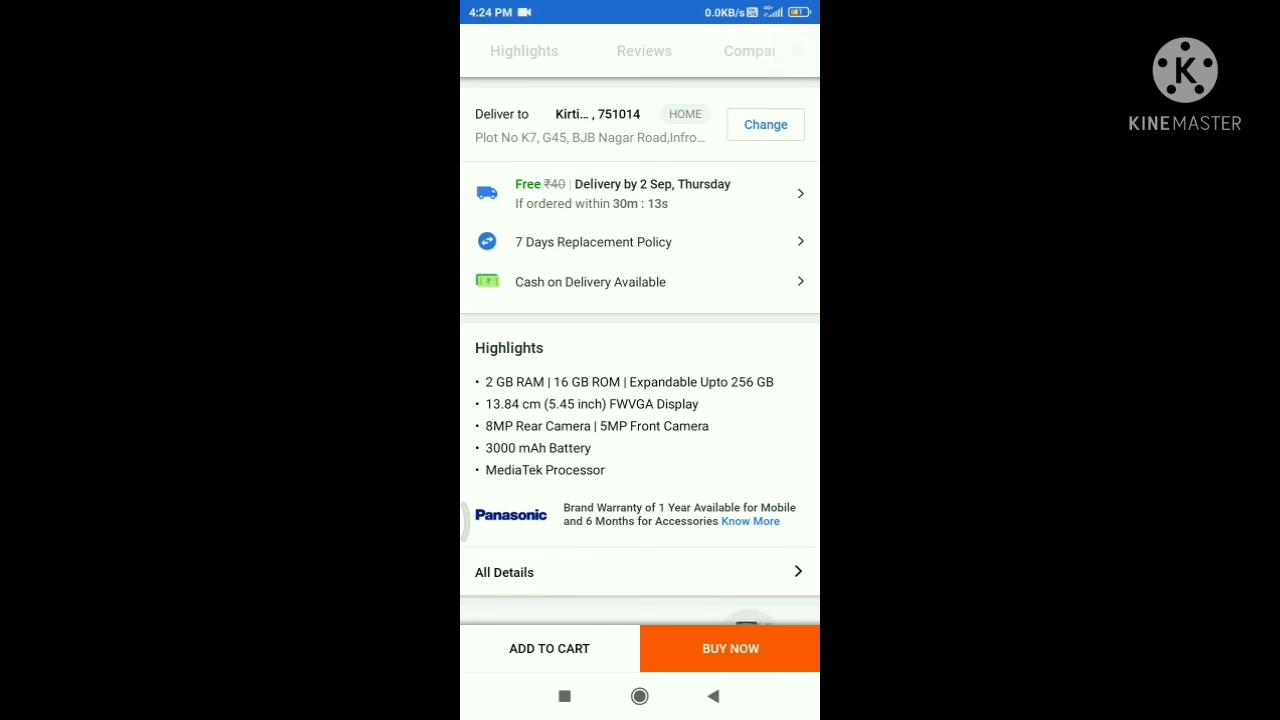 4:24 PM 0.0KB/s 4G 41
Highlights Reviews Compar
K
KINEMASTER
Deliver to Kirti... , 751014 HOME Change
Plot No K7, G45, BJB Nagar Road,Infro...
Free ₹40 | Delivery by 2 Sep, Thursday
If ordered within 30m : 13s
7 Days Replacement Policy
Cash on Delivery Available
Highlights
• 2 GB RAM | 16 GB ROM | Expandable Upto 256 GB
• 13.84 cm (5.45 inch) FWVGA Display
• 8MP Rear Camera | 5MP Front Camera
• 3000 mAh Battery
• MediaTek Processor
Panasonic
Brand Warranty of 1 Year Available for Mobile
and 6 Months for Accessories Know More
All Details
ADD TO CART BUY NOW